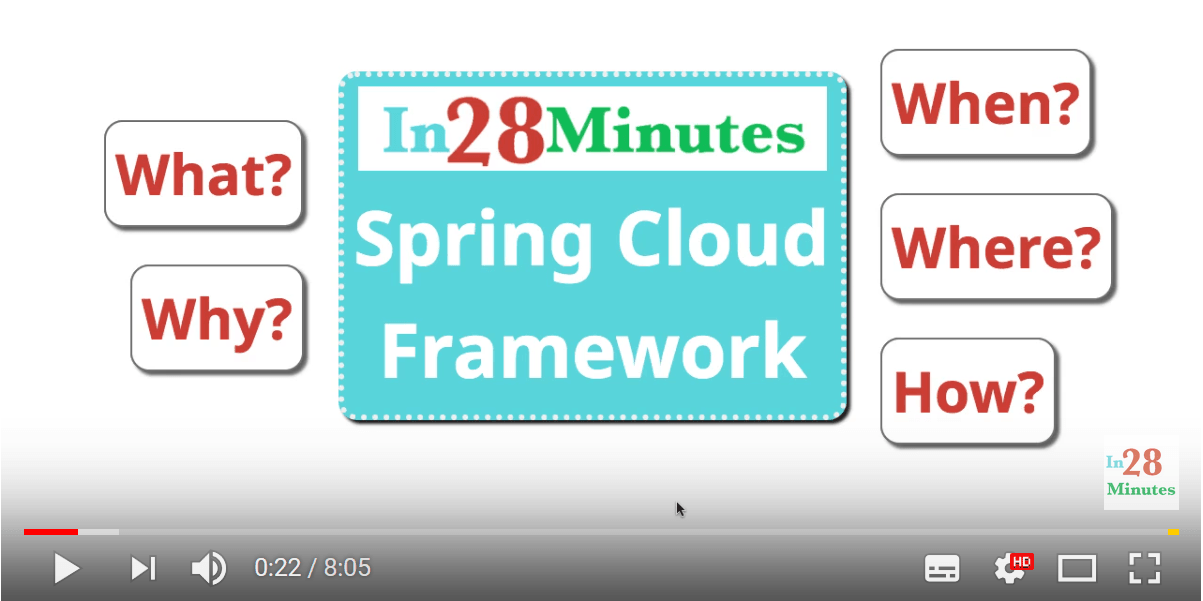 What?
Why?
In28Minutes
Spring Cloud
Framework
When?
Where?
How?
In28
Minutes
0:22 / 8:05
HD